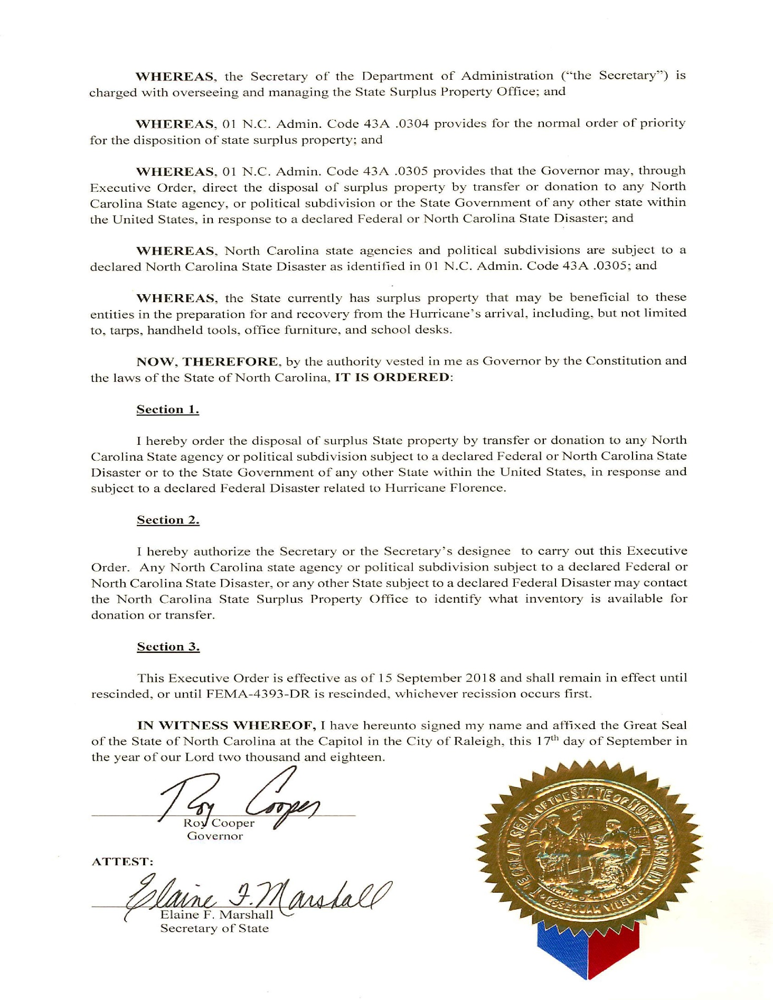 WHEREAS, the Secretary of the Department of Administration (“the Secretary”) is
charged with overseeing and managing the State Surplus Property Office; and
WHEREAS, 01 N.C. Admin. Code 43A .0304 provides for the normal order of priority
for the disposition of state surplus property; and
WHEREAS, 01 N.C. Admin. Code 43A .0305 provides that the Governor may, through
Executive Order, direct the disposal of surplus property by transfer or donation to any North
Carolina State agency, or political subdivision or the State Government of any other state within
the United States, in response to a declared Federal or North Carolina State Disaster; and
WHEREAS, North Carolina state agencies and political subdivisions are subject to a
declared North Carolina State Disaster as identified in 01 N.C. Admin. Code 43A .0305; and
WHEREAS, the State currently has surplus property that may be beneficial to these
entities in the preparation for and recovery from the Hurricane’s arrival, including, but not limited
to, tarps, handheld tools, office furniture, and school desks.
NOW, THEREFORE, by the authority vested in me as Governor by the Constitution and
the laws of the State of North Carolina, IT IS ORDERED:
Section 1.
I hereby order the disposal of surplus State property by transfer or donation to any North
Carolina State agency or political subdivision subject to a declared Federal or North Carolina State
Disaster or to the State Government of any other State within the United States, in response and
subject to a declared Federal Disaster related to Hurricane Florence.
Section 2.
I hereby authorize the Secretary or the Secretary’s designee to carry out this Executive
Order. Any North Carolina state agency or political subdivision subject to a declared Federal or
North Carolina State Disaster, or any other State subject to a declared Federal Disaster may contact
the North Carolina State Surplus Property Office to identify what inventory is available for
donation or transfer.
Section 3.
This Executive Order is effective as of 15 September 2018 and shall remain in effect until
rescinded, or until FEMA-4393-DR is rescinded, whichever recission occurs first.
IN WITNESS WHEREOF, I have hereunto signed my name and affixed the Great Seal
of the State of North Carolina at the Capitol in the City of Raleigh, this 17th day of September in
the year of our Lord two thousand and eighteen.
Roy Cooper
Roy Cooper
Governor
ATTEST:
Elaine F. Marshall
Elaine F. Marshall
Secretary of State
GREAT SEAL OF THE STATE OF NORTH CAROLINA
ESSE QUAM VIDERI